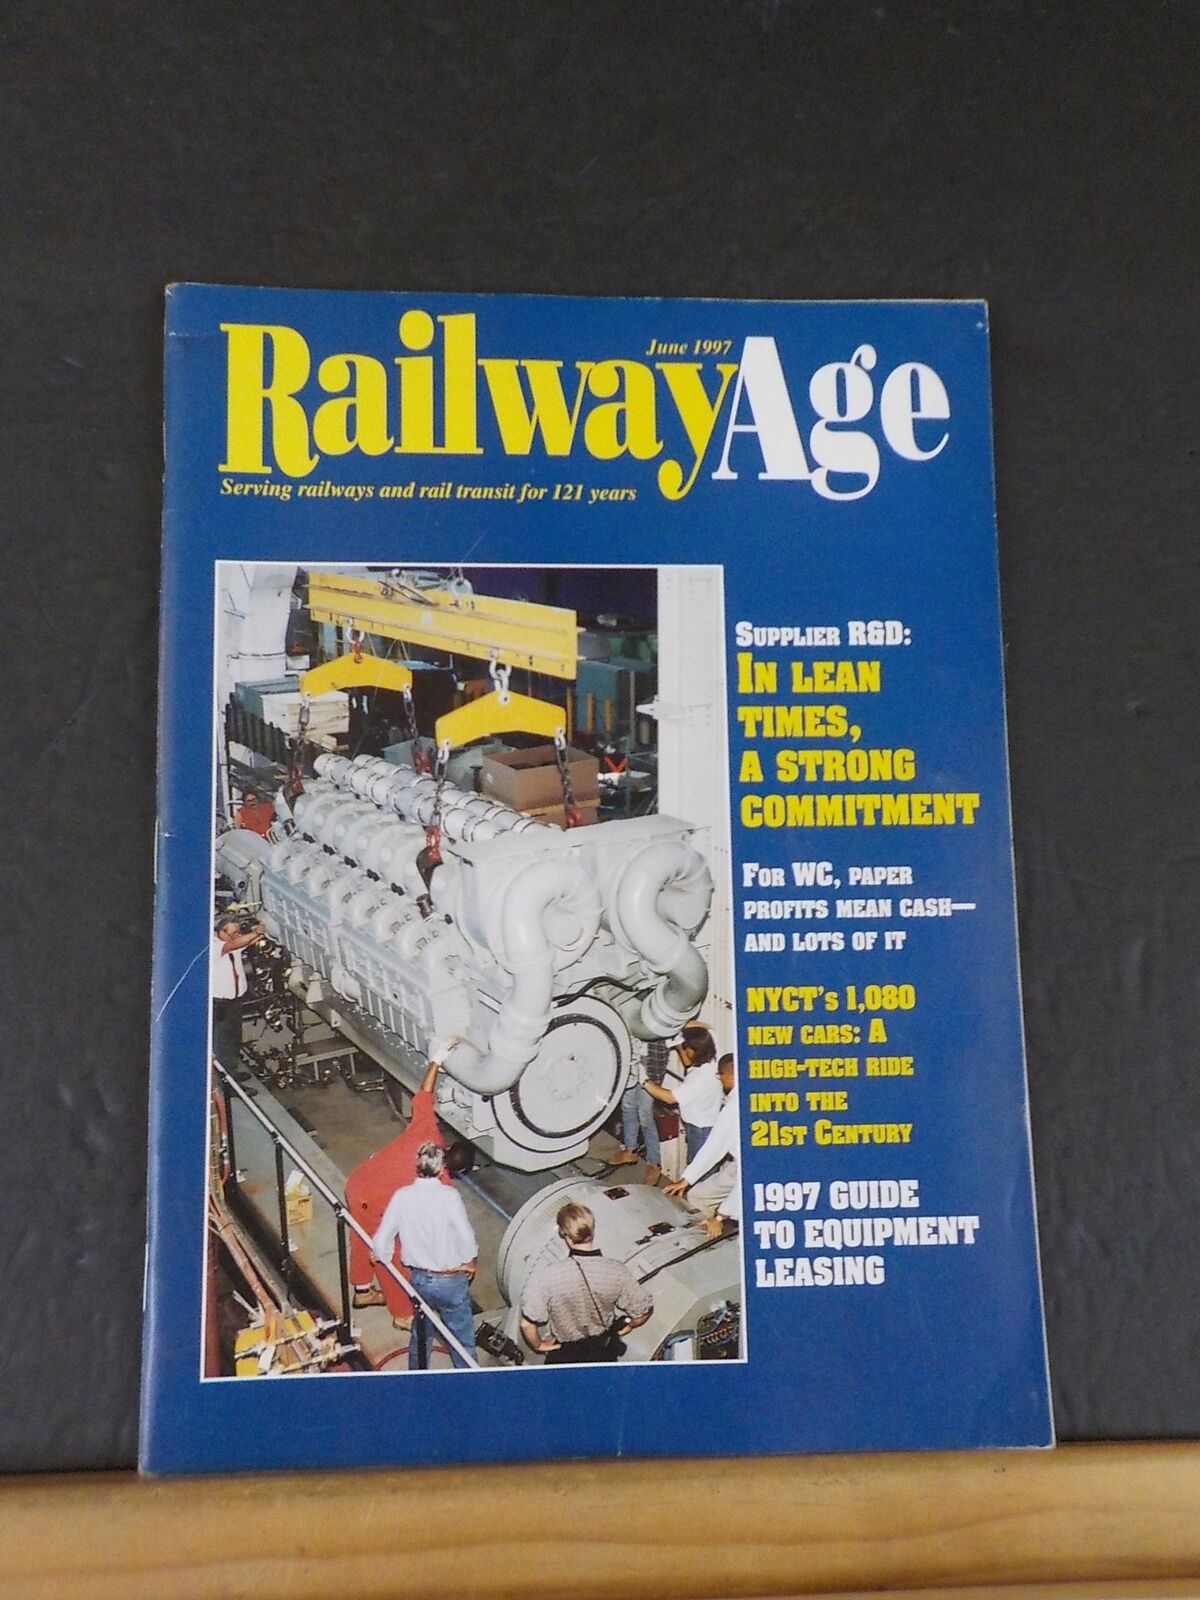 June 1997
RailwayAge
Serving railways and rail transit for 121 years
SUPPLIER R&D:
IN LEAN
TIMES,
A STRONG
COMMITMENT
FOR WC, PAPER
PROFITS MEAN CASH—
AND LOTS OF IT
NYCT'S 1,080
NEW CARS: A
HIGH-TECH RIDE
INTO THE
21ST CENTURY
1997 GUIDE
TO EQUIPMENT
LEASING